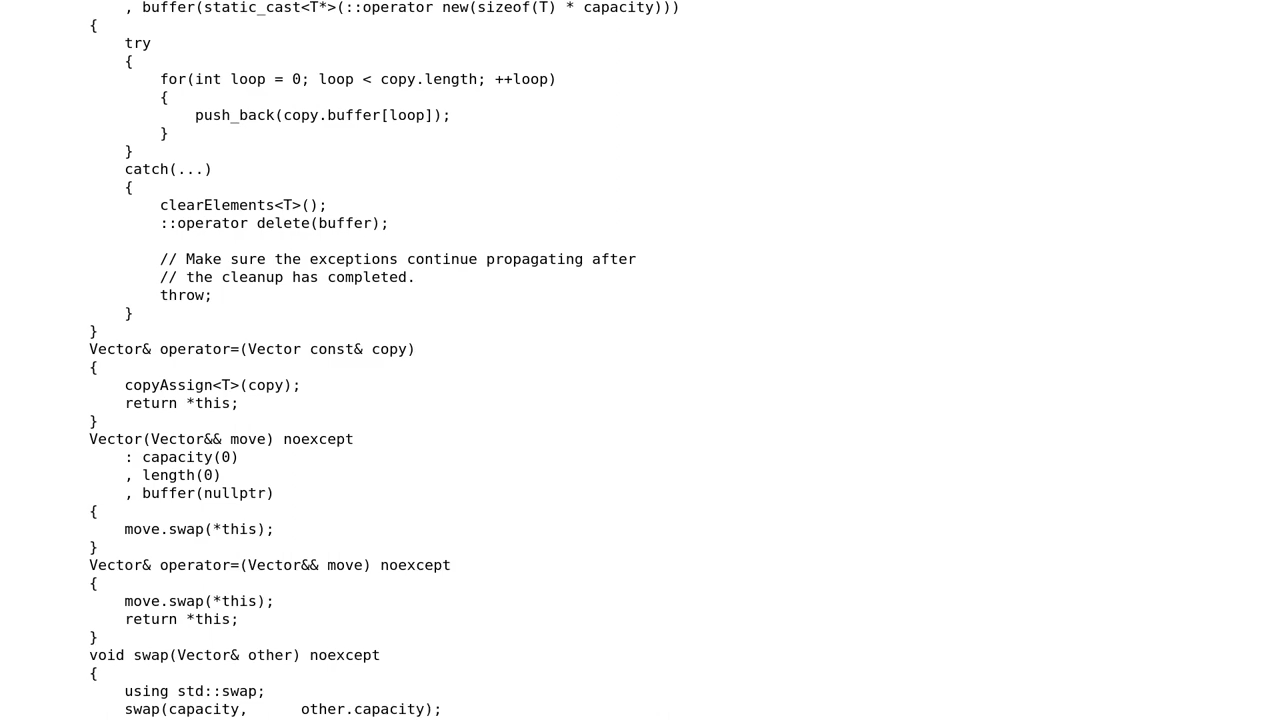 , buffer(static_cast<T*>(::operator new(sizeof(T) * capacity)))
{
try
{
for(int loop = 0; loop < copy.length; ++loop)
{
push_back(copy.buffer[loop]);
}
}
catch(...)
{
clearElements<T>();
::operator delete(buffer);
// Make sure the exceptions continue propagating after
// the cleanup has completed.
throw;
}
}
Vector& operator=(Vector const& copy)
{
copyAssign<T>(copy);
return *this;
}
Vector(Vector&& move) noexcept
: capacity(0)
, length(0)
, buffer(nullptr)
{
move.swap(*this);
}
Vector& operator=(Vector&& move) noexcept
{
move.swap(*this);
return *this;
}
void swap(Vector& other) noexcept
{
using std::swap;
swap(capacity,      other.capacity);